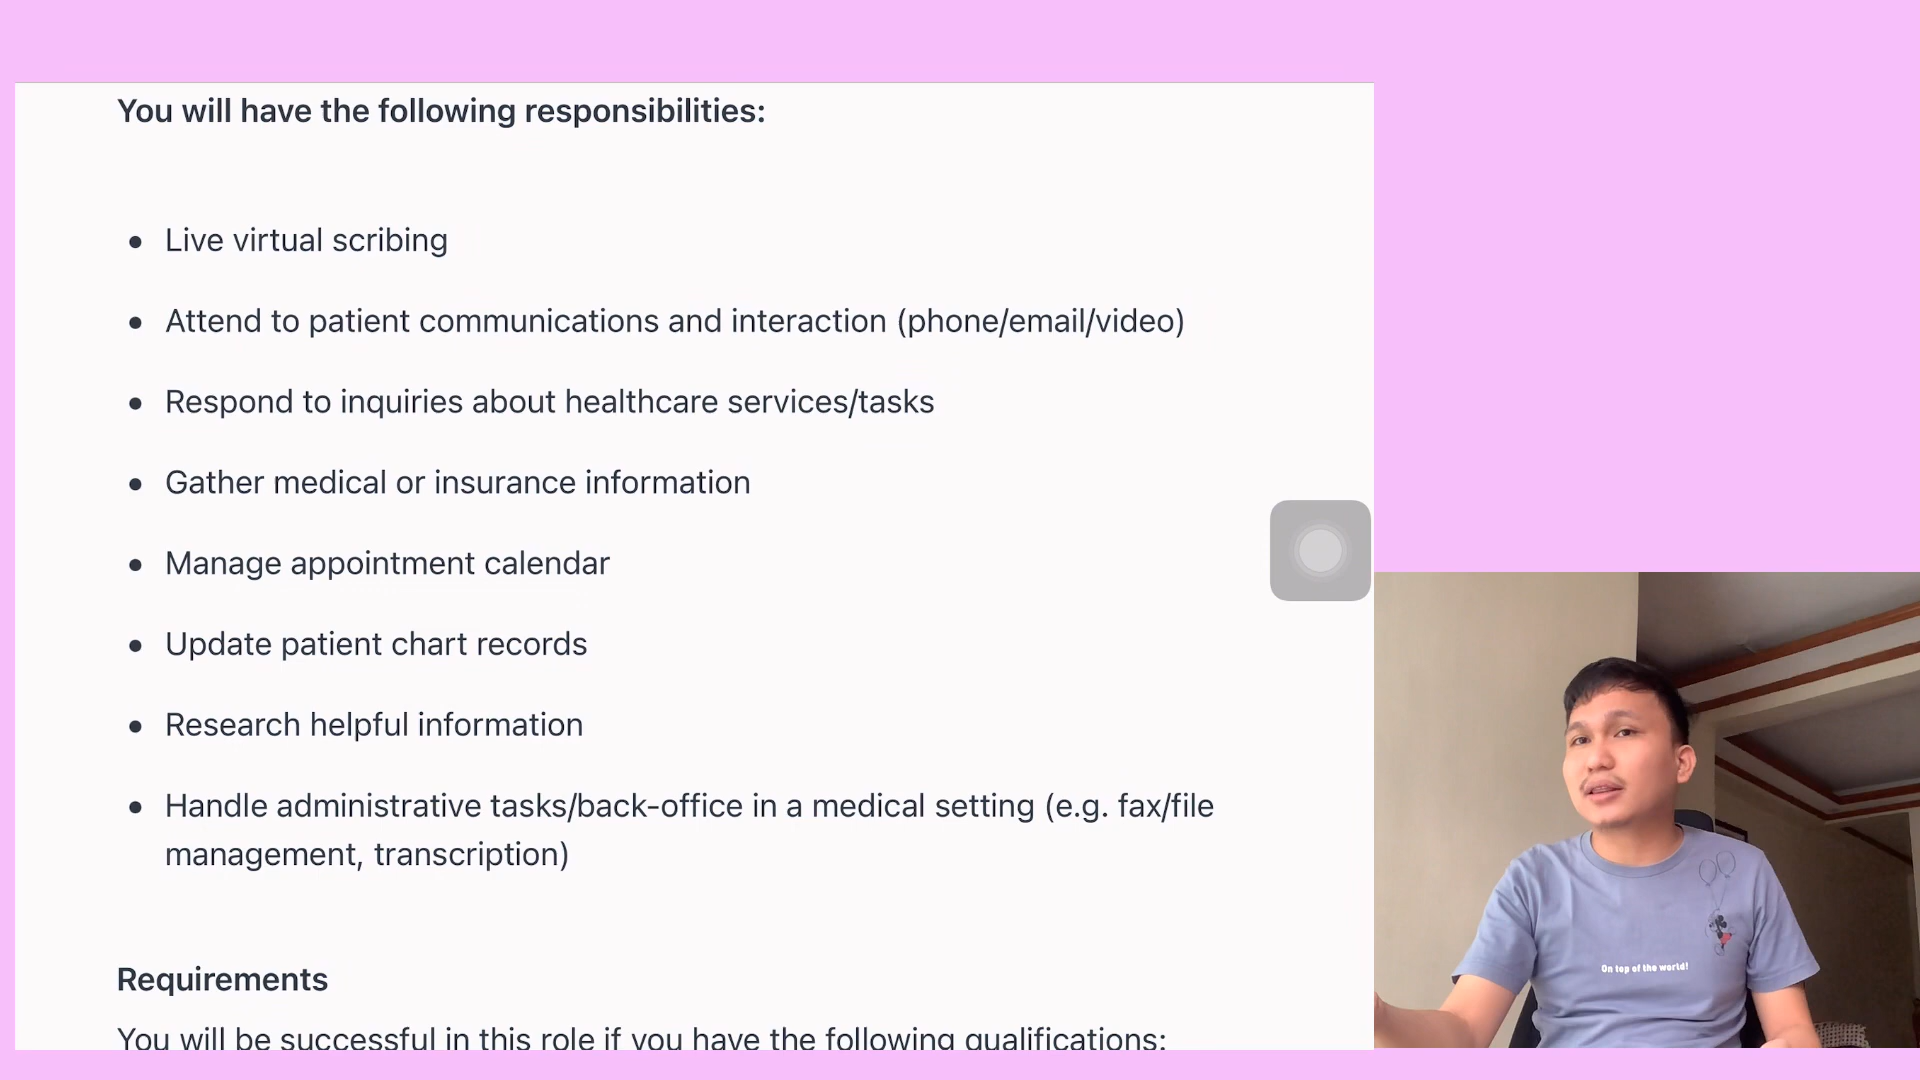 You will have the following responsibilities:
Live virtual scribing
Attend to patient communications and interaction (phone/email/video)
Respond to inquiries about healthcare services/tasks
Gather medical or insurance information
Manage appointment calendar
Update patient chart records
Research helpful information
Handle administrative tasks/back-office in a medical setting (e.g. fax/file
management, transcription)
Requirements
You will be successful in this role if you have the following qualifications:
On top of the world!